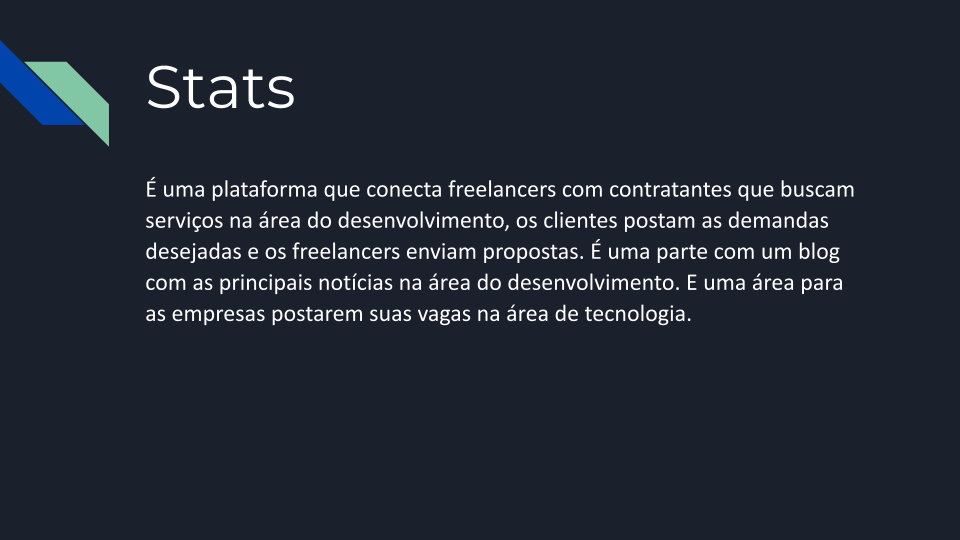 Stats
É uma plataforma que conecta freelancers com contratantes que buscam
serviços na área do desenvolvimento, os clientes postam as demandas
desejadas e os freelancers enviam propostas. É uma parte com um blog
com as principais notícias na área do desenvolvimento. E uma área para
as empresas postarem suas vagas na área de tecnologia.